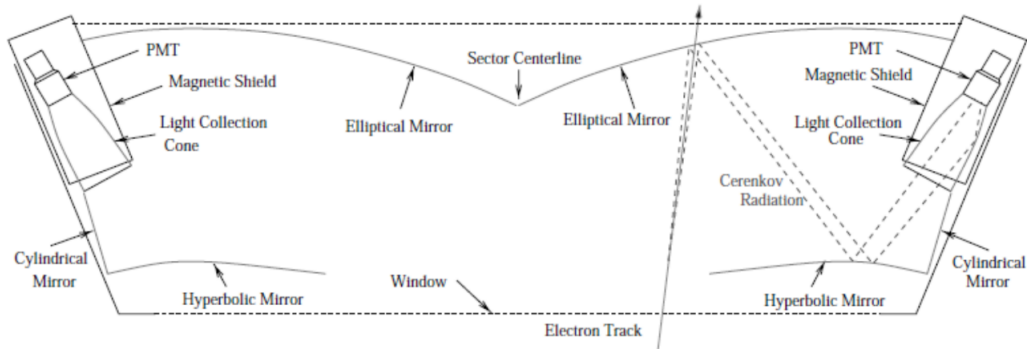 PMT
Magnetic Shield
Light Collection
Cone
Elliptical Mirror
Sector Centerline
Elliptical Mirror
PMT
Magnetic Shield
Light Collection
Cone
Cerenkov
Radiation
Cylindrical
Mirror
Hyperbolic Mirror
Window
Electron Track
Hyperbolic Mirror
Cylindrical
Mirror